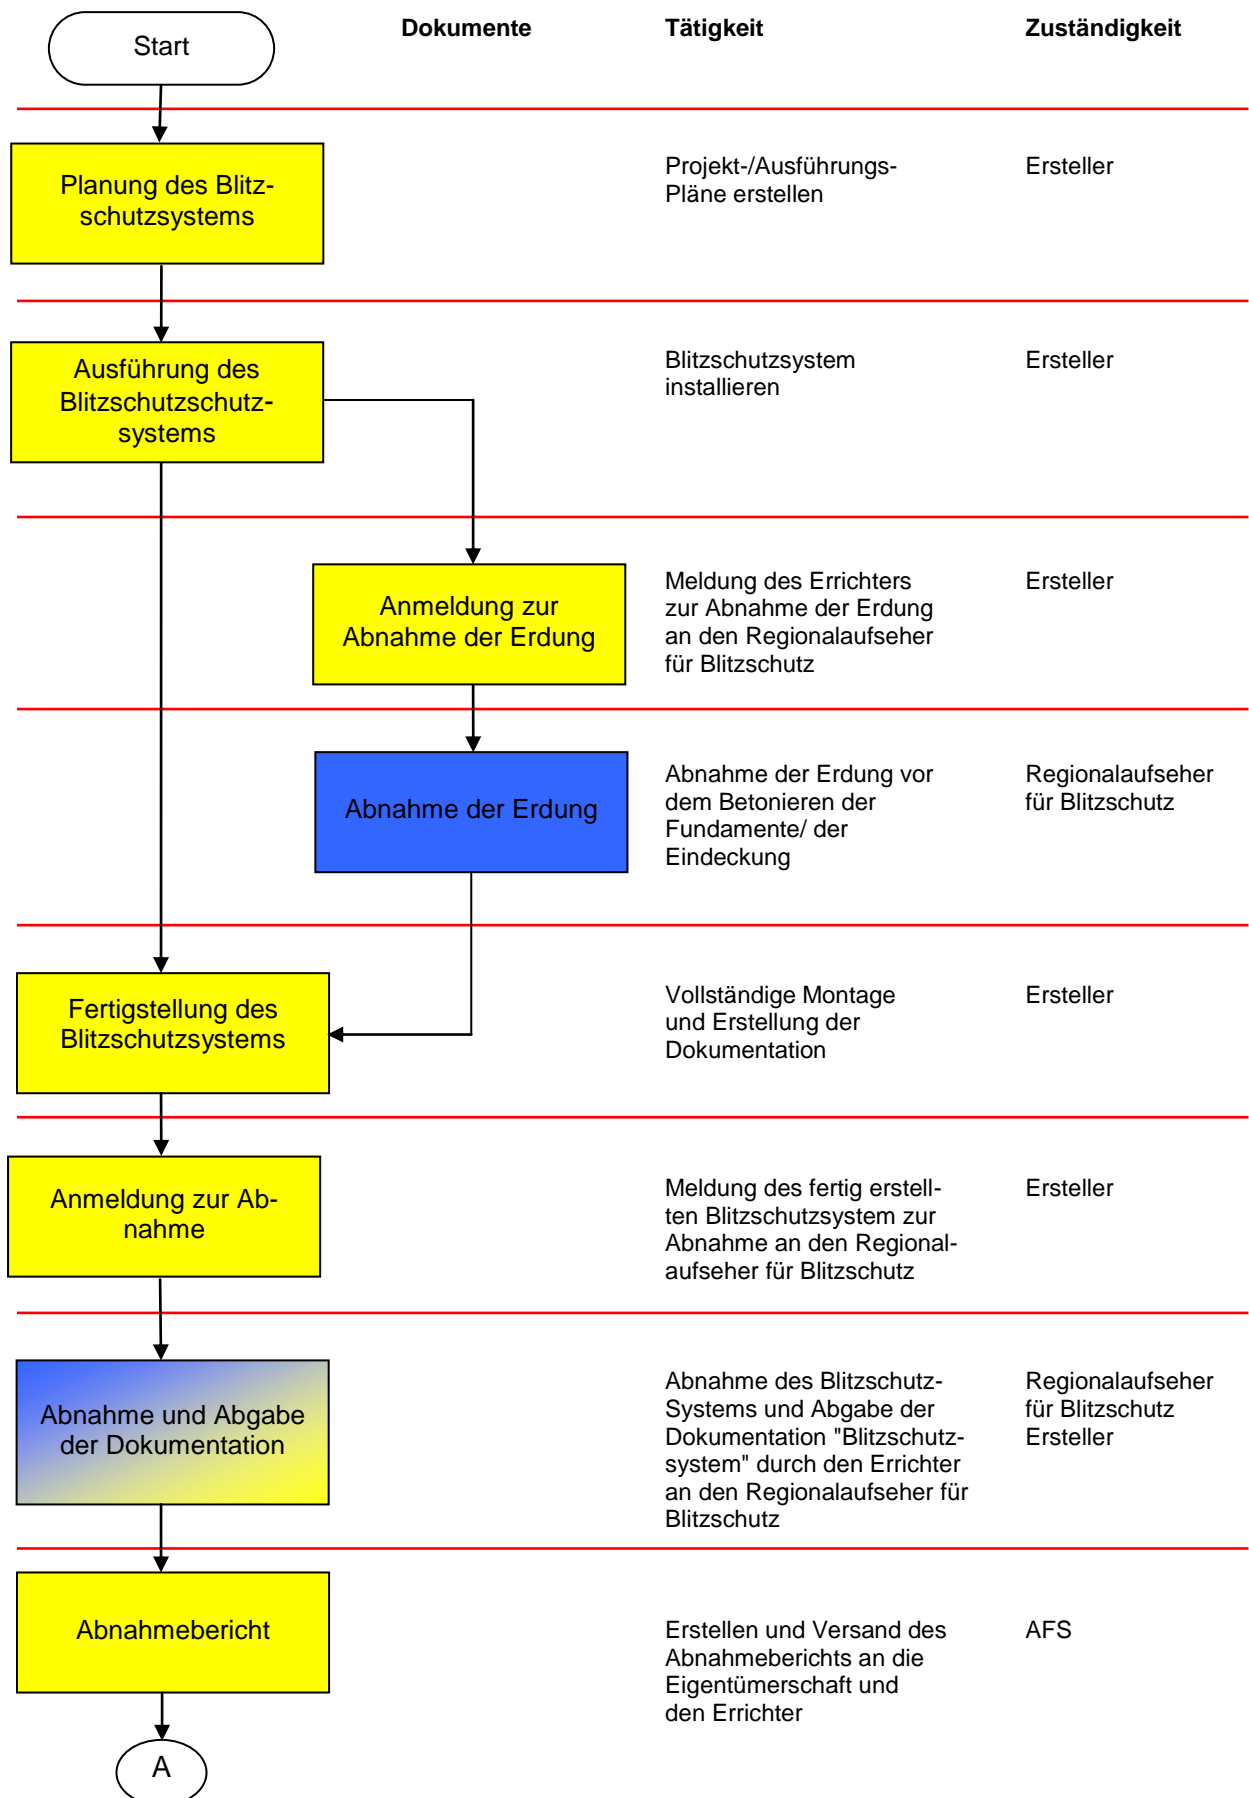 Start
Dokumente
Tätigkeit
Zuständigkeit
Planung des Blitz-
schutzsystems
Projekt-/Ausführungs-
Pläne erstellen
Ersteller
Ausführung des
Blitzschutzschutz-
systems
Blitzschutzsystem
installieren
Ersteller
Anmeldung zur
Abnahme der Erdung
Meldung des Errichters
zur Abnahme der Erdung
an den Regionalaufseher
für Blitzschutz
Ersteller
Abnahme der Erdung
Abnahme der Erdung vor
dem Betonieren der
Fundamente/ der
Eindeckung
Regionalaufseher
für Blitzschutz
Fertigstellung des
Blitzschutzsystems
Vollständige Montage
und Erstellung der
Dokumentation
Ersteller
Anmeldung zur Ab-
nahme
Meldung des fertig erstell-
ten Blitzschutzsystem zur
Abnahme an den Regional-
aufseher für Blitzschutz
Ersteller
Abnahme und Abgabe
der Dokumentation
Abnahme des Blitzschutz-
Systems und Abgabe der
Dokumentation "Blitzschutz-
system" durch den Errichter
an den Regionalaufseher für
Blitzschutz
Regionalaufseher
für Blitzschutz
Ersteller
Abnahmebericht
Erstellen und Versand des
Abnahmeberichts an die
Eigentümerschaft und
den Errichter
AFS
A